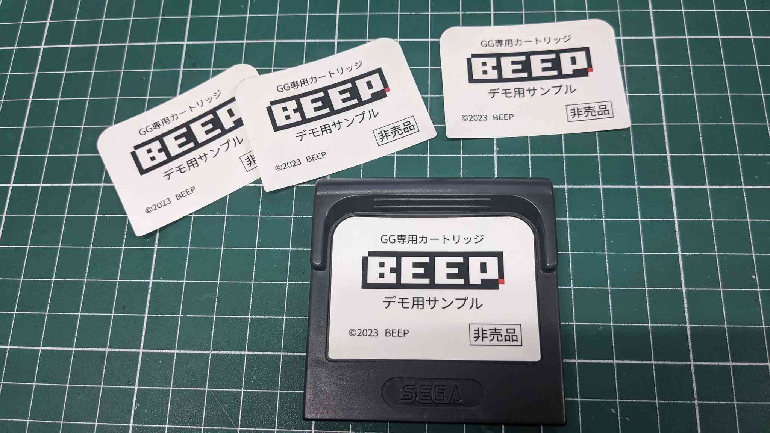 GG専用カートリッジ
BEEP.
デモ用サンプル
©2023 BEEP
非
GG専用カートリッジ
BEEP.
デモ用サンプル
©2023 BEEP
非売品
GG専用カートリッジ
BEEP.
デモ用サンプル
©2023 BEEP
非売品
GG専用カートリッジ
BEEP.
デモ用サンプル
©2023 BEEP
非売品
SEGA